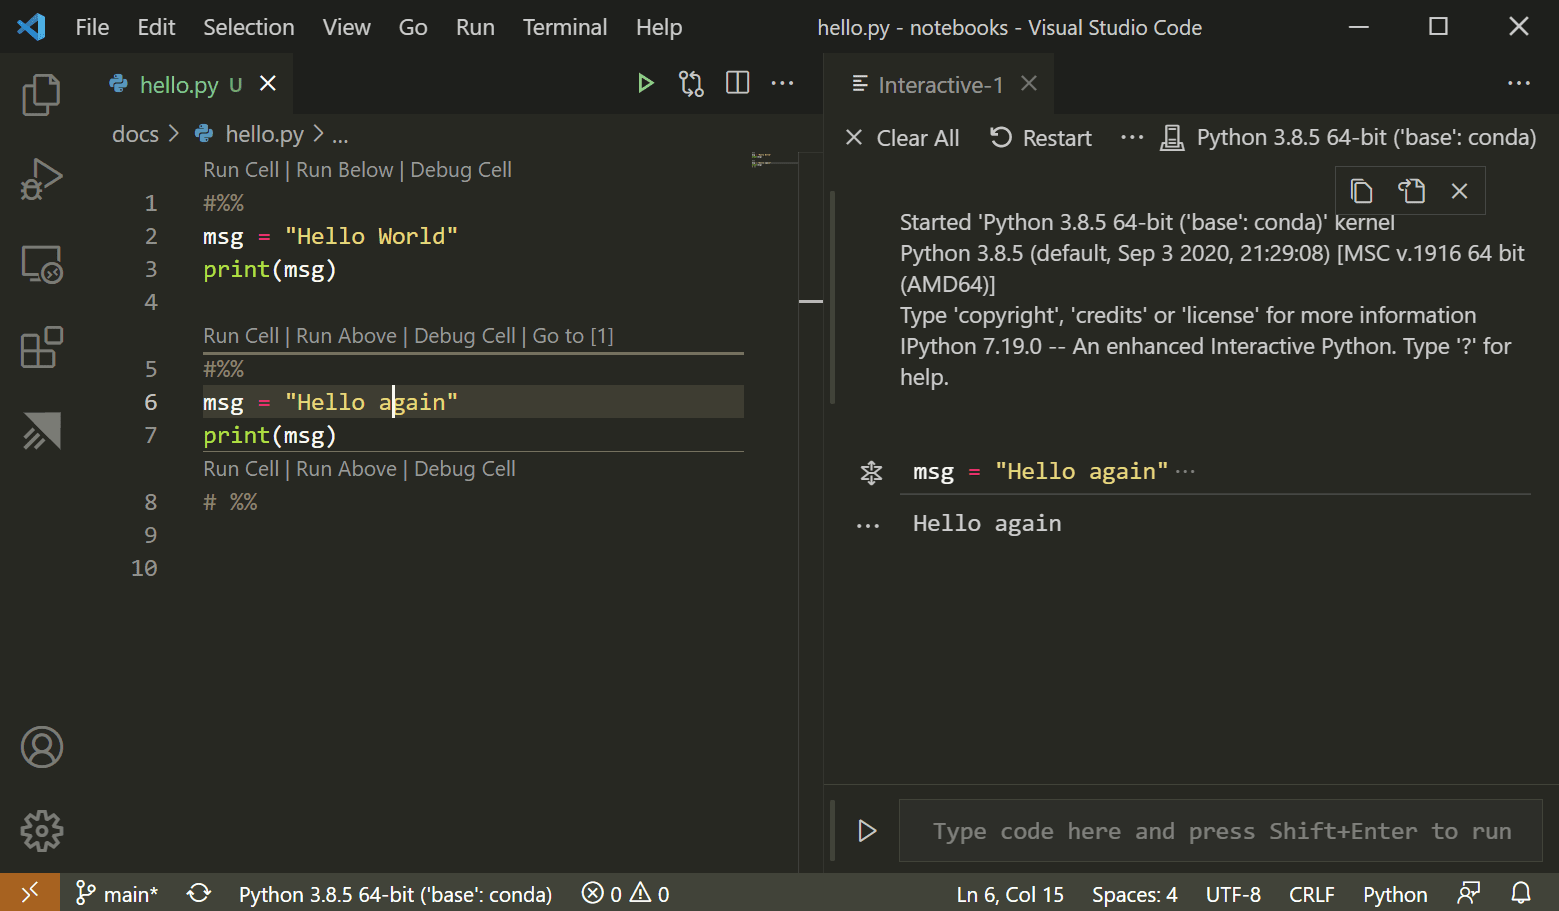 File Edit Selection View Go Run Terminal Help hello.py - notebooks - Visual Studio Code
hello.py U
docs > hello.py > ...
Run Cell | Run Below | Debug Cell
1 #%%
2 msg = "Hello World"
3 print(msg)
4
Run Cell | Run Above | Debug Cell | Go to [1]
5 #%%
6 msg = "Hello again"
7 print(msg)
Run Cell | Run Above | Debug Cell
8 # %%
9
10
Interactive-1
Clear All Restart ... Python 3.8.5 64-bit ('base': conda)
Started 'Python 3.8.5 64-bit ('base': conda)' kernel
Python 3.8.5 (default, Sep 3 2020, 21:29:08) [MSC v.1916 64 bit
(AMD64)]
Type 'copyright', 'credits' or 'license' for more information
IPython 7.19.0 -- An enhanced Interactive Python. Type '?' for
help.
msg = "Hello again" ...
Hello again
Type code here and press Shift+Enter to run
main* Python 3.8.5 64-bit ('base': conda) 0 0 Ln 6, Col 15 Spaces: 4 UTF-8 CRLF Python